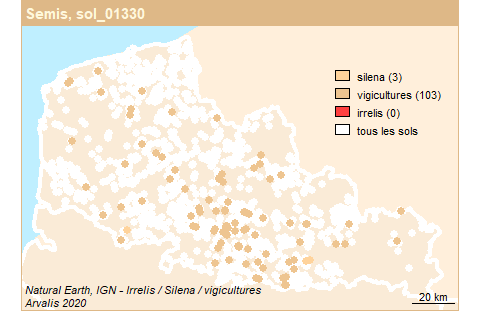 Semis, sol_01330
silena (3)
vigicultures (103)
irrelis (0)
tous les sols
Natural Earth, IGN - Irrelis / Silena / vigicultures
Arvalis 2020
20 km